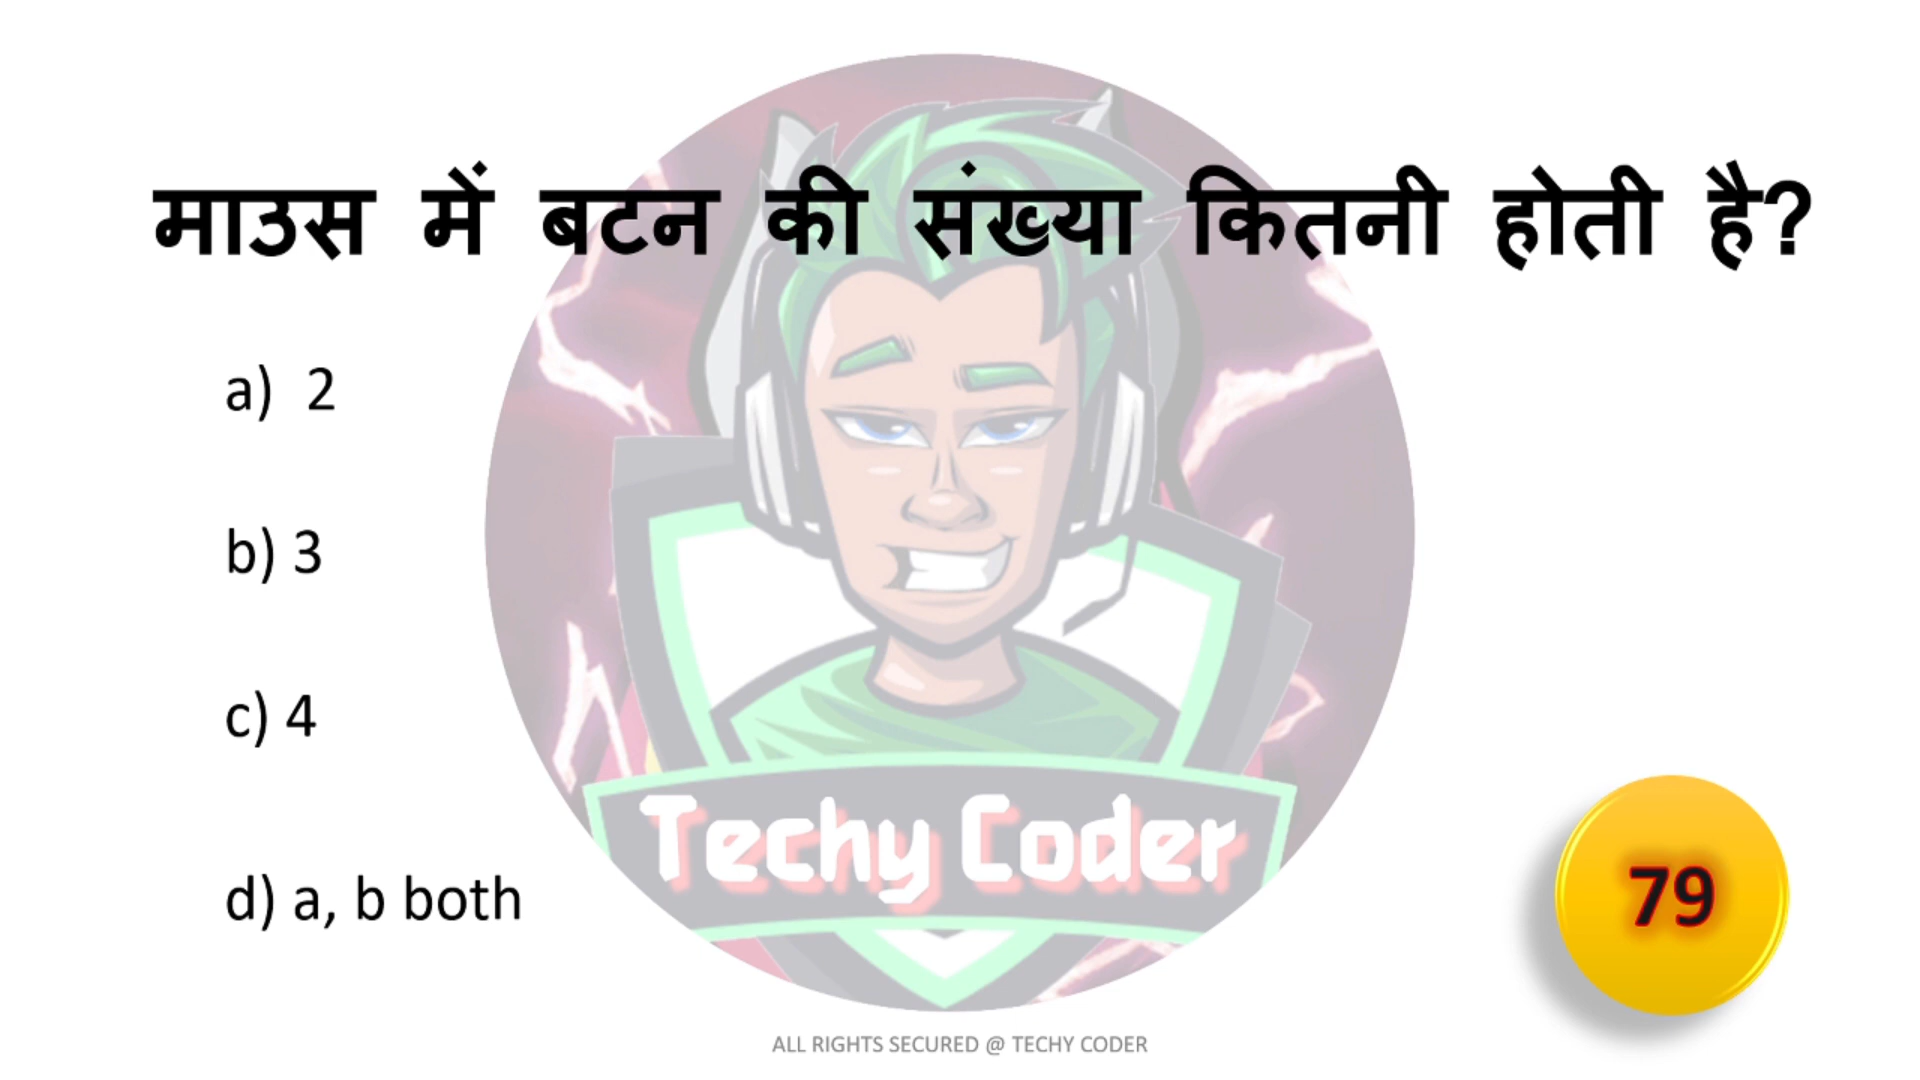 माउस में बटन की संख्या कितनी होती है?
a) 2
b) 3
c) 4
d) a, b both
Techy Coder
79
ALL RIGHTS SECURED @ TECHY CODER